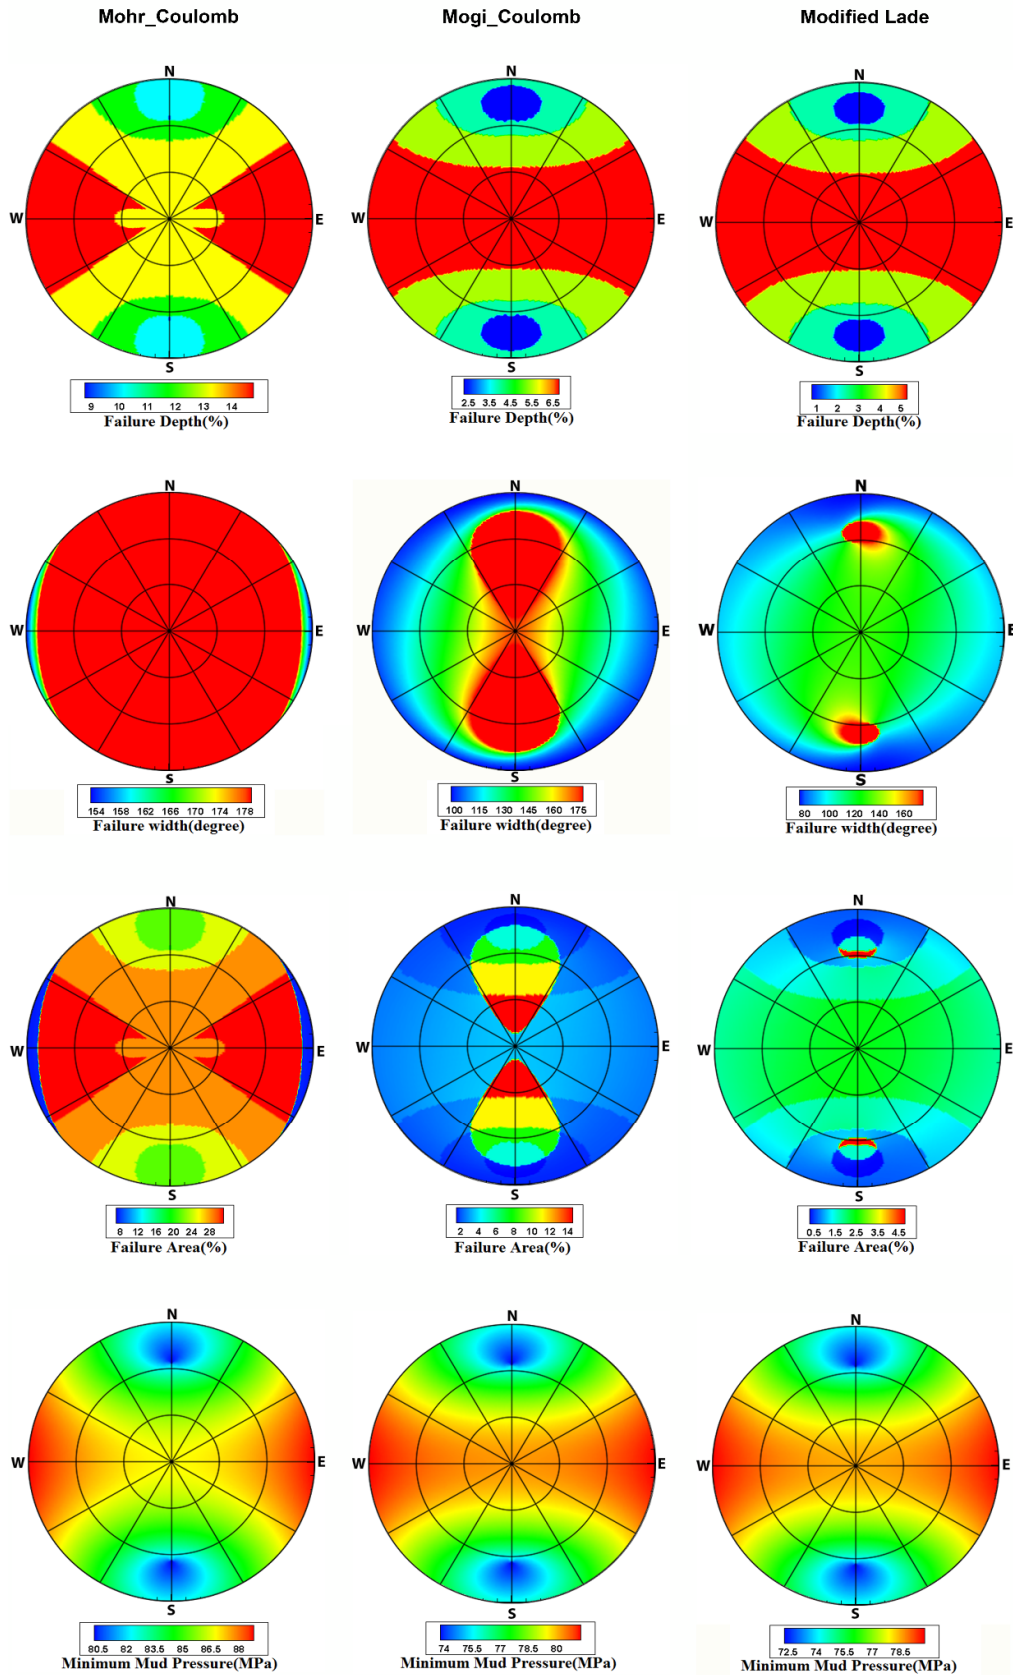 Mohr_Coulomb Mogi_Coulomb Modified Lade
N N N
W E W E W E
S S S
9 10 11 12 13 14 2.5 3.5 4.5 5.5 6.5 1 2 3 4 5
Failure Depth(%) Failure Depth(%) Failure Depth(%)
N N N
W E W E W E
S S S
154 158 162 166 170 174 178 100 115 130 145 160 175 80 100 120 140 160
Failure width(degree) Failure width(degree) Failure width(degree)
N N N
W E W E W E
S S S
8 12 16 20 24 28 2 4 6 8 10 12 14 0.5 1.5 2.5 3.5 4.5
Failure Area(%) Failure Area(%) Failure Area(%)
N N N
W E W E W E
S S S
80.5 82 83.5 85 86.5 88 74 75.5 77 78.5 80 72.5 74 75.5 77 78.5
Minimum Mud Pressure(MPa) Minimum Mud Pressure(MPa) Minimum Mud Pressure(MPa)